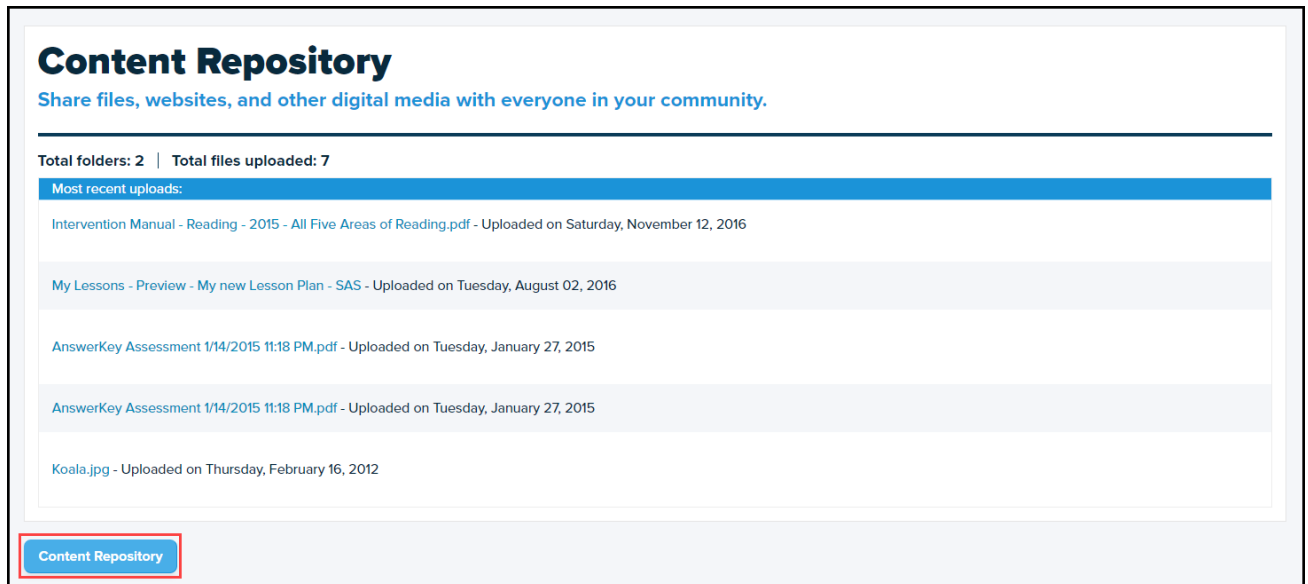 Content Repository
Share files, websites, and other digital media with everyone in your community.
Total folders: 2 | Total files uploaded: 7
Most recent uploads:
Intervention Manual - Reading - 2015 - All Five Areas of Reading.pdf - Uploaded on Saturday, November 12, 2016
My Lessons - Preview - My new Lesson Plan - SAS - Uploaded on Tuesday, August 02, 2016
AnswerKey Assessment 1/14/2015 11:18 PM.pdf - Uploaded on Tuesday, January 27, 2015
AnswerKey Assessment 1/14/2015 11:18 PM.pdf - Uploaded on Tuesday, January 27, 2015
Koala.jpg - Uploaded on Thursday, February 16, 2012
Content Repository